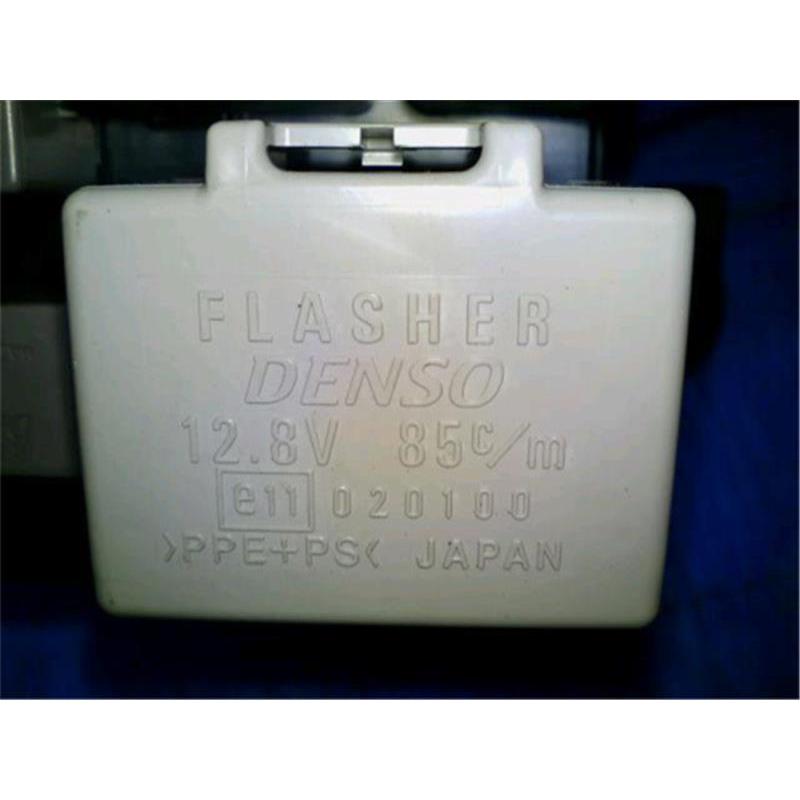 FLASHER
DENSO
12.8V 85c/m
e11 020100
>PPE+PS< JAPAN